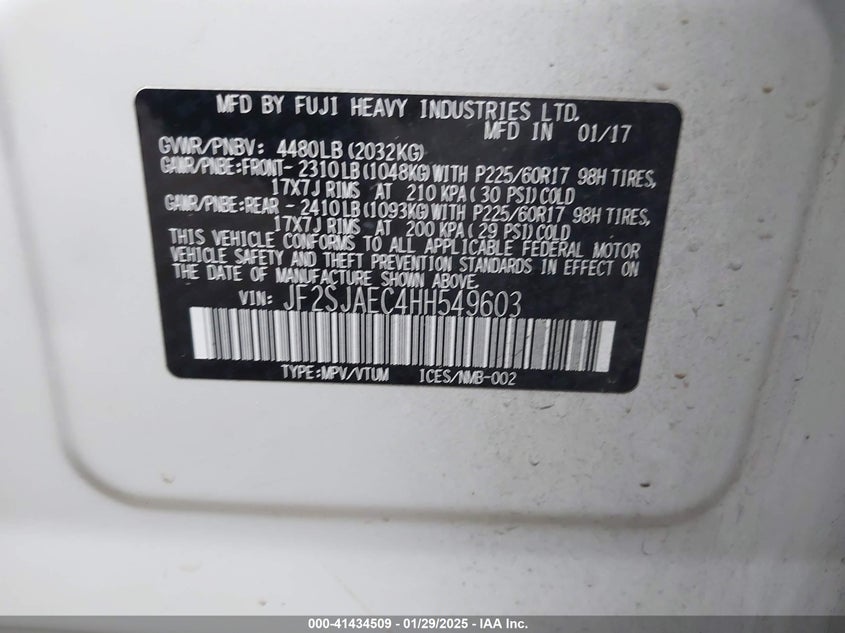 MFD BY FUJI HEAVY INDUSTRIES LTD.
MFD IN 01/17
GVWR/PNBV: 4480LB(2032KG)
GAWR/PNBE:FRONT- 2310LB(1048KG)WITH P225/60R17 98H TIRES,
17X7J RIMS AT 210 KPA(30 PSI)COLD
GAWR/PNBE:REAR - 2410LB(1093KG)WITH P225/60R17 98H TIRES,
17X7J RIMS AT 200 KPA(29 PSI)COLD
THIS VEHICLE CONFORMS TO ALL APPLICABLE FEDERAL MOTOR
VEHICLE SAFETY AND THEFT PREVENTION STANDARDS IN EFFECT ON
THE DATE OF MANUFACTURE SHOWN ABOVE.
VIN: JF2SJAEC4HH549603
TYPE:MPV/VTUM ICES/NMB-002
000-41434509 - 01/29/2025 - IAA Inc.